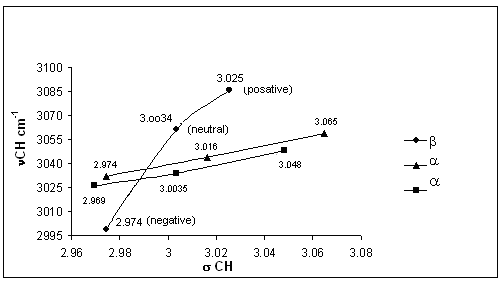 3100
3.025
3085
(posative)
3.oo34
3070
(neutral)
3.065
3055
3.016
2.974
3040
3.048
3025
2.969
3.0035
3010
2.974 (negative)
2995
2.96 2.98 3 3.02 3.04 3.06 3.08
νCH cm-1
σ CH
β
α
α